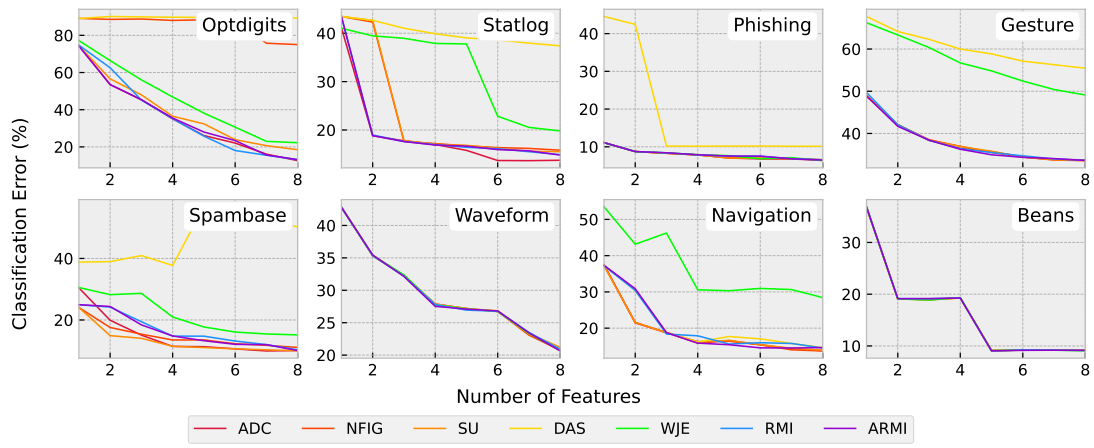 Optdigits
Statlog
Phishing
Gesture
80
60
40
20
2 4 6 8
40
30
20
2 4 6 8
40
30
20
10
2 4 6 8
60
50
40
2 4 6 8
Classification Error (%)
Spambase
Waveform
Navigation
Beans
40
20
2 4 6 8
40
35
30
25
20
2 4 6 8
50
40
30
20
2 4 6 8
30
20
10
2 4 6 8
Number of Features
ADC NFIG SU DAS WJE RMI ARMI